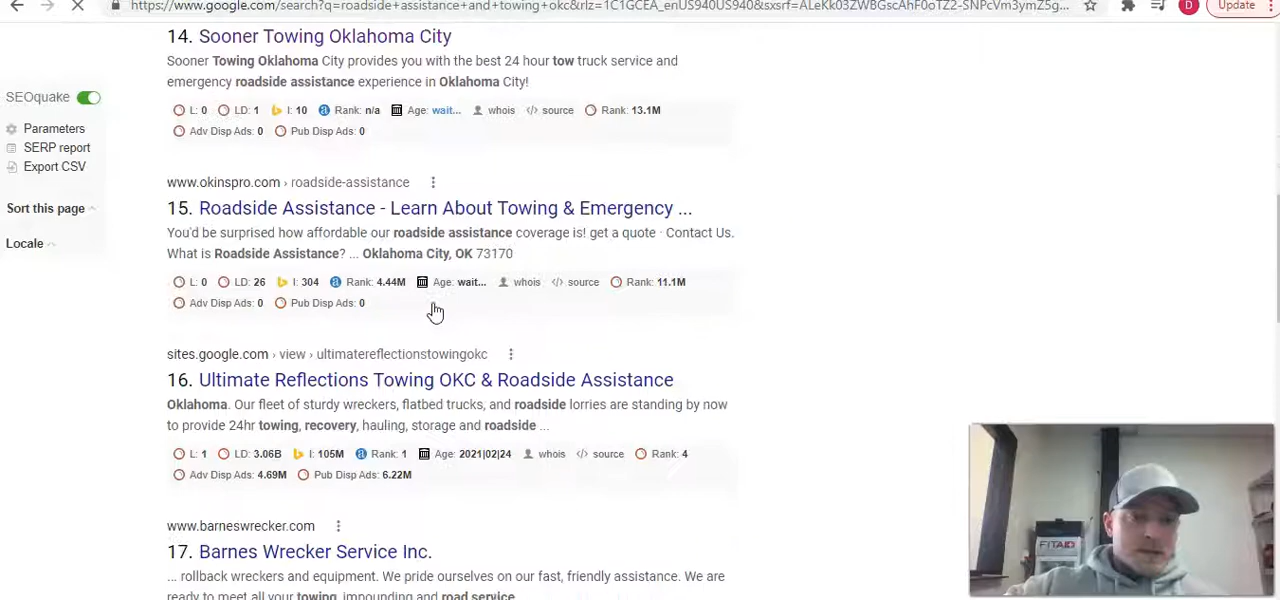 https://www.google.com/search?q=roadside+assistance+and+towing+okc&rlz=1C1GCEA_enUS940US940&sxsrf=ALeKk03ZWBGscAhF0oTZ2-SNPcVm3ymZ5g...
D
Update
14. Sooner Towing Oklahoma City
Sooner Towing Oklahoma City provides you with the best 24 hour tow truck service and
emergency roadside assistance experience in Oklahoma City!
SEOquake
L: 0 LD: 1 I: 10 Rank: n/a Age: wait... whois </> source Rank: 13.1M
Adv Disp Ads: 0 Pub Disp Ads: 0
Parameters
SERP report
Export CSV
Sort this page
Locale
www.okinspro.com › roadside-assistance
15. Roadside Assistance - Learn About Towing & Emergency ...
You'd be surprised how affordable our roadside assistance coverage is! get a quote · Contact Us.
What is Roadside Assistance? ... Oklahoma City, OK 73170
L: 0 LD: 26 I: 304 Rank: 4.44M Age: wait... whois </> source Rank: 11.1M
Adv Disp Ads: 0 Pub Disp Ads: 0
sites.google.com › view › ultimatereflectionstowingokc
16. Ultimate Reflections Towing OKC & Roadside Assistance
Oklahoma. Our fleet of sturdy wreckers, flatbed trucks, and roadside lorries are standing by now
to provide 24hr towing, recovery, hauling, storage and roadside ...
L: 1 LD: 3.06B I: 105M Rank: 1 Age: 2021|02|24 whois </> source Rank: 4
Adv Disp Ads: 4.69M Pub Disp Ads: 6.22M
www.barneswrecker.com
17. Barnes Wrecker Service Inc.
... rollback wreckers and equipment. We pride ourselves on our fast, friendly assistance. We are
ready to meet all your towing, impounding and road service.
FITAID